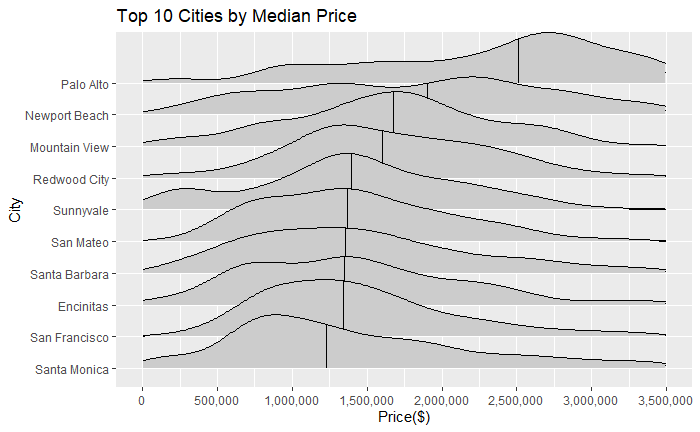 Top 10 Cities by Median Price
City
Palo Alto
Newport Beach
Mountain View
Redwood City
Sunnyvale
San Mateo
Santa Barbara
Encinitas
San Francisco
Santa Monica
0 500,000 1,000,000 1,500,000 2,000,000 2,500,000 3,000,000 3,500,000
Price($)